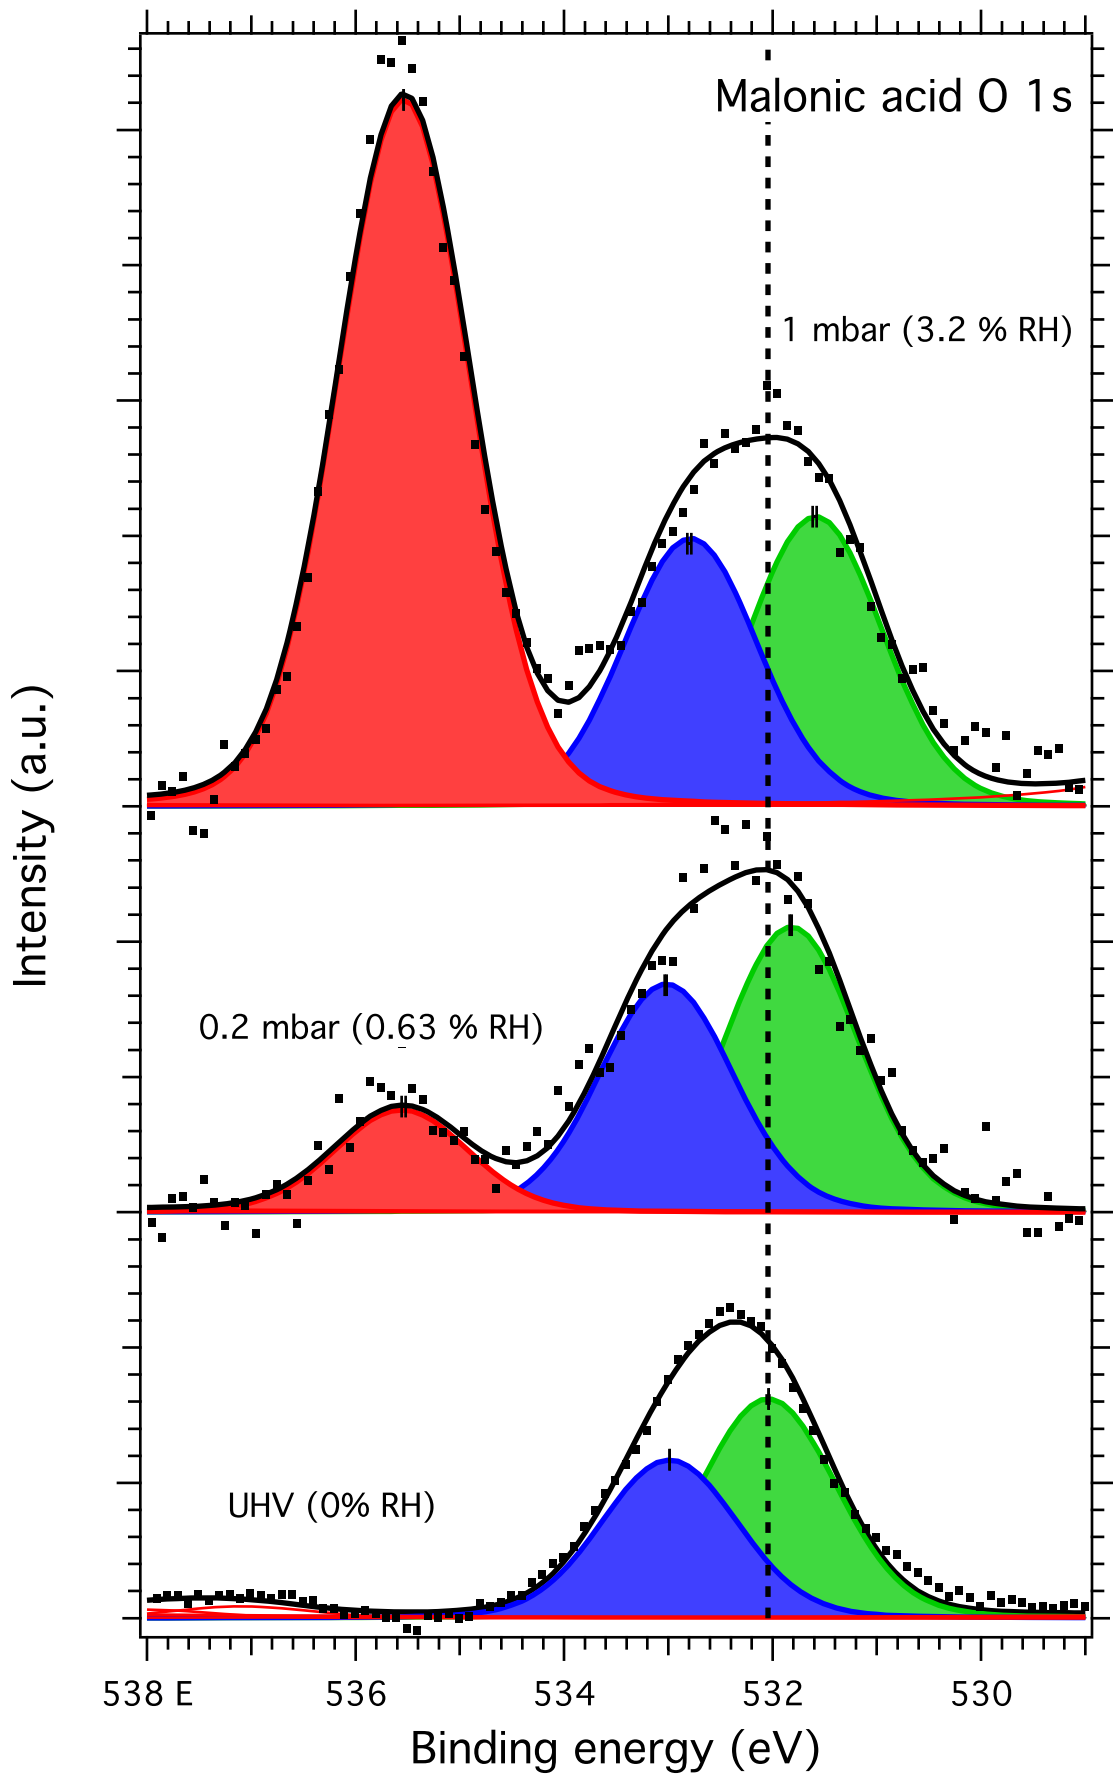 Malonic acid O 1s
1 mbar (3.2 % RH)
Intensity (a.u.)
0.2 mbar (0.63 % RH)
UHV (0% RH)
538 E 536 534 532 530
Binding energy (eV)